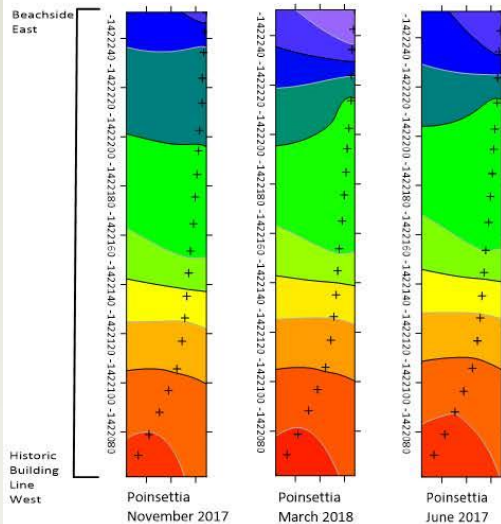 Beachside
East
-1422240
-1422220
-1422200
-1422180
-1422160
-1422140
-1422120
-1422100
-1422080
-1422240
-1422220
-1422200
-1422180
-1422160
-1422140
-1422120
-1422100
-1422080
-1422240
-1422220
-1422200
-1422180
-1422160
-1422140
-1422120
-1422100
-1422080
Historic
Building
Line
West
Poinsettia
November 2017
Poinsettia
March 2018
Poinsettia
June 2017